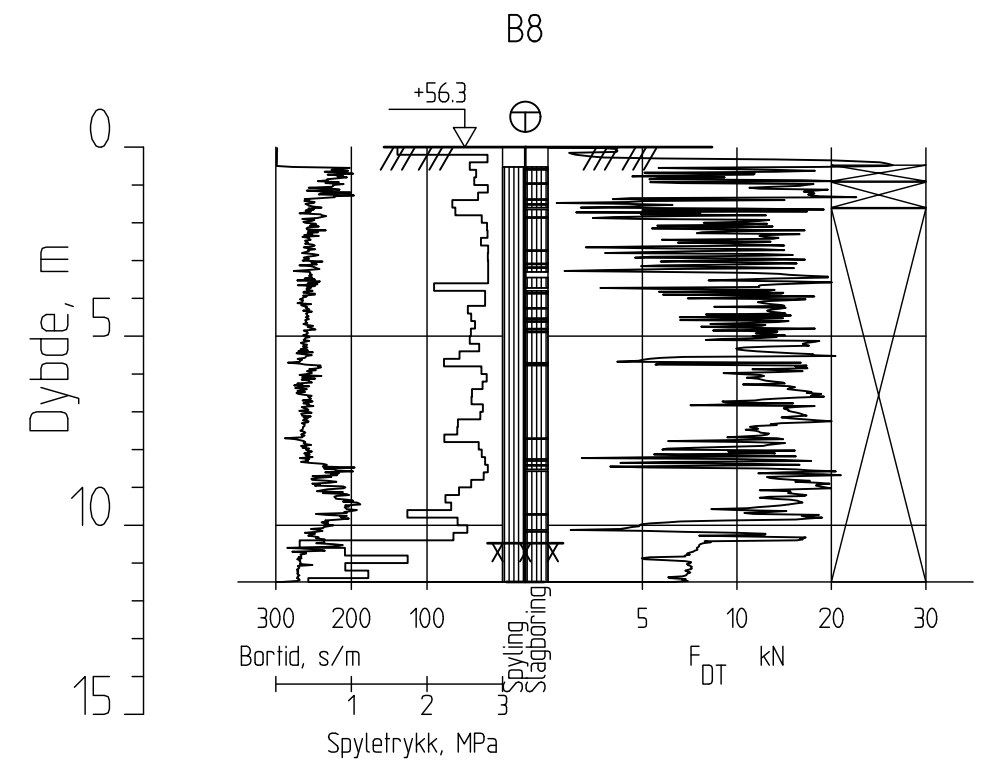 B8
+56.3
0
5
10
15
Dybde, m
300 200 100
5 10 20 30
Bortid, s/m
F DT kN
Spyling
Slagboring
1 2 3
Spyletrykk, MPa